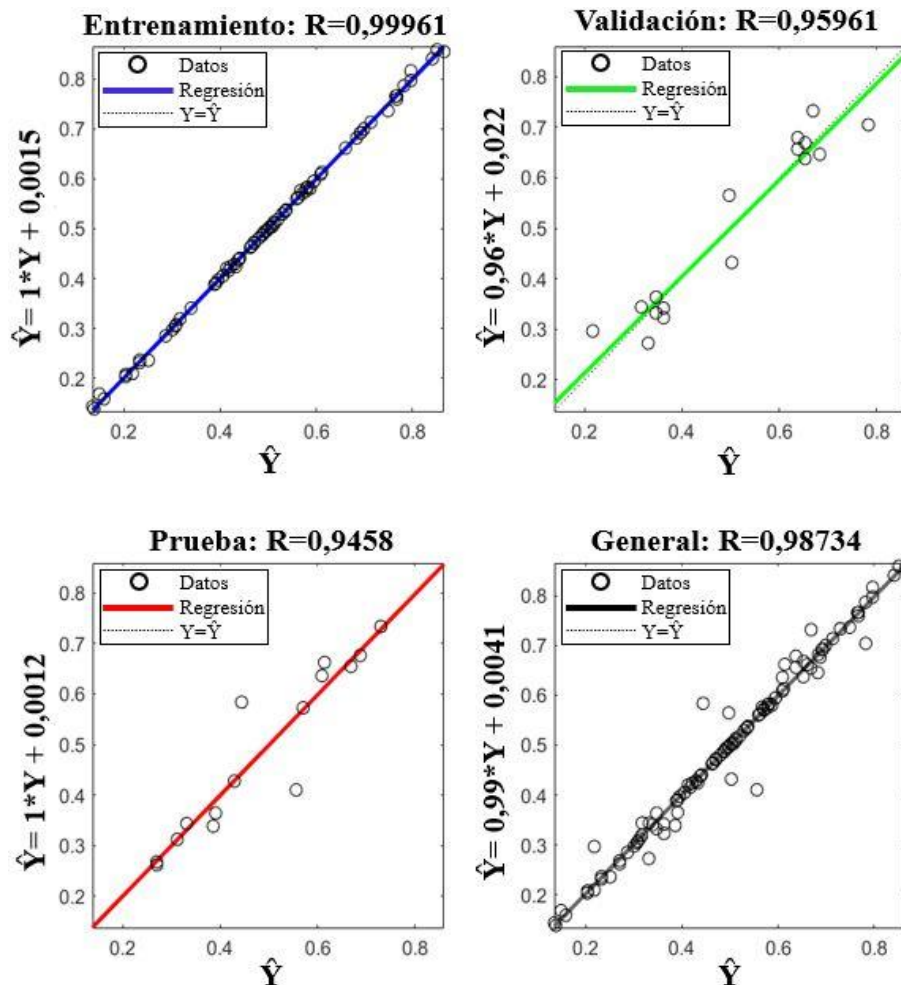 Entrenamiento: R=0,99961
Datos
Regresión
Y=Ŷ
Ŷ= 1*Y + 0,0015
0.8
0.7
0.6
0.5
0.4
0.3
0.2
0.2
0.4
0.6
0.8
Ŷ
Validación: R=0,95961
Datos
Regresión
Y=Ŷ
Ŷ= 0,96*Y + 0,022
0.8
0.7
0.6
0.5
0.4
0.3
0.2
0.2
0.4
0.6
0.8
Ŷ
Prueba: R=0,9458
Datos
Regresión
Y=Ŷ
Ŷ= 1*Y + 0,0012
0.8
0.7
0.6
0.5
0.4
0.3
0.2
0.2
0.4
0.6
0.8
Ŷ
General: R=0,98734
Datos
Regresión
Y=Ŷ
Ŷ= 0,99*Y + 0,0041
0.8
0.7
0.6
0.5
0.4
0.3
0.2
0.2
0.4
0.6
0.8
Ŷ